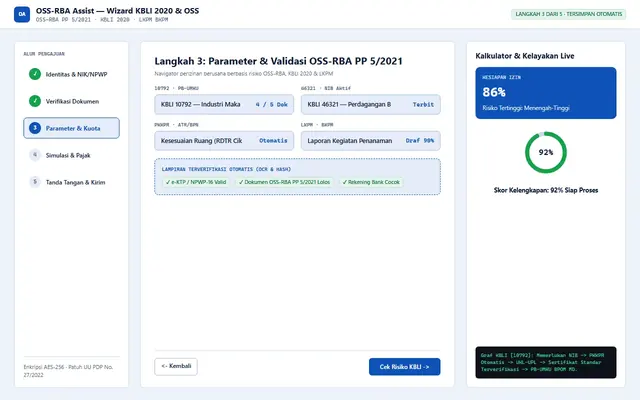 OA
OSS-RBA Assist — Wizard KBLI 2020 & OSS
OSS-RBA PP 5/2021 · KBLI 2020 · LKPM BKPM
LANGKAH 3 DARI 5 · TERSIMPAN OTOMATIS
ALUR PENGAJUAN
✓ Identitas & NIK/NPWP
✓ Verifikasi Dokumen
3 Parameter & Kuota
4 Simulasi & Pajak
5 Tanda Tangan & Kirim
Enkripsi AES-256 · Patuh UU PDP No.
27/2022
Langkah 3: Parameter & Validasi OSS-RBA PP 5/2021
Navigator perizinan berusaha berbasis risiko OSS-RBA, KBLI 2020 & LKPM
10792 · PB-UMKU
KBLI 10792 — Industri Maka 4 / 5 Dok
46321 · NIB Aktif
KBLI 46321 — Perdagangan B Terbit
PKKPR · ATR/BPN
Kesesuaian Ruang (RDTR Cik Otomatis
LKPM · BKPM
Laporan Kegiatan Penanaman Draf 90%
LAMPIRAN TERVERIFIKASI OTOMATIS (OCR & HASH)
✓ e-KTP / NPWP-16 Valid ✓ Dokumen OSS-RBA PP 5/2021 Lolos ✓ Rekening Bank Cocok
<- Kembali
Cek Risiko KBLI ->
Kalkulator & Kelayakan Live
KESIAPAN IZIN
86%
Risiko Tertinggi: Menengah-Tinggi
92%
Skor Kelengkapan: 92% Siap Proses
Graf KBLI [10792]: Memerlukan NIB -> PKKPR
Otomatis -> UKL-UPL -> Sertifikat Standar
Terverifikasi -> PB-UMKU BPOM MD.